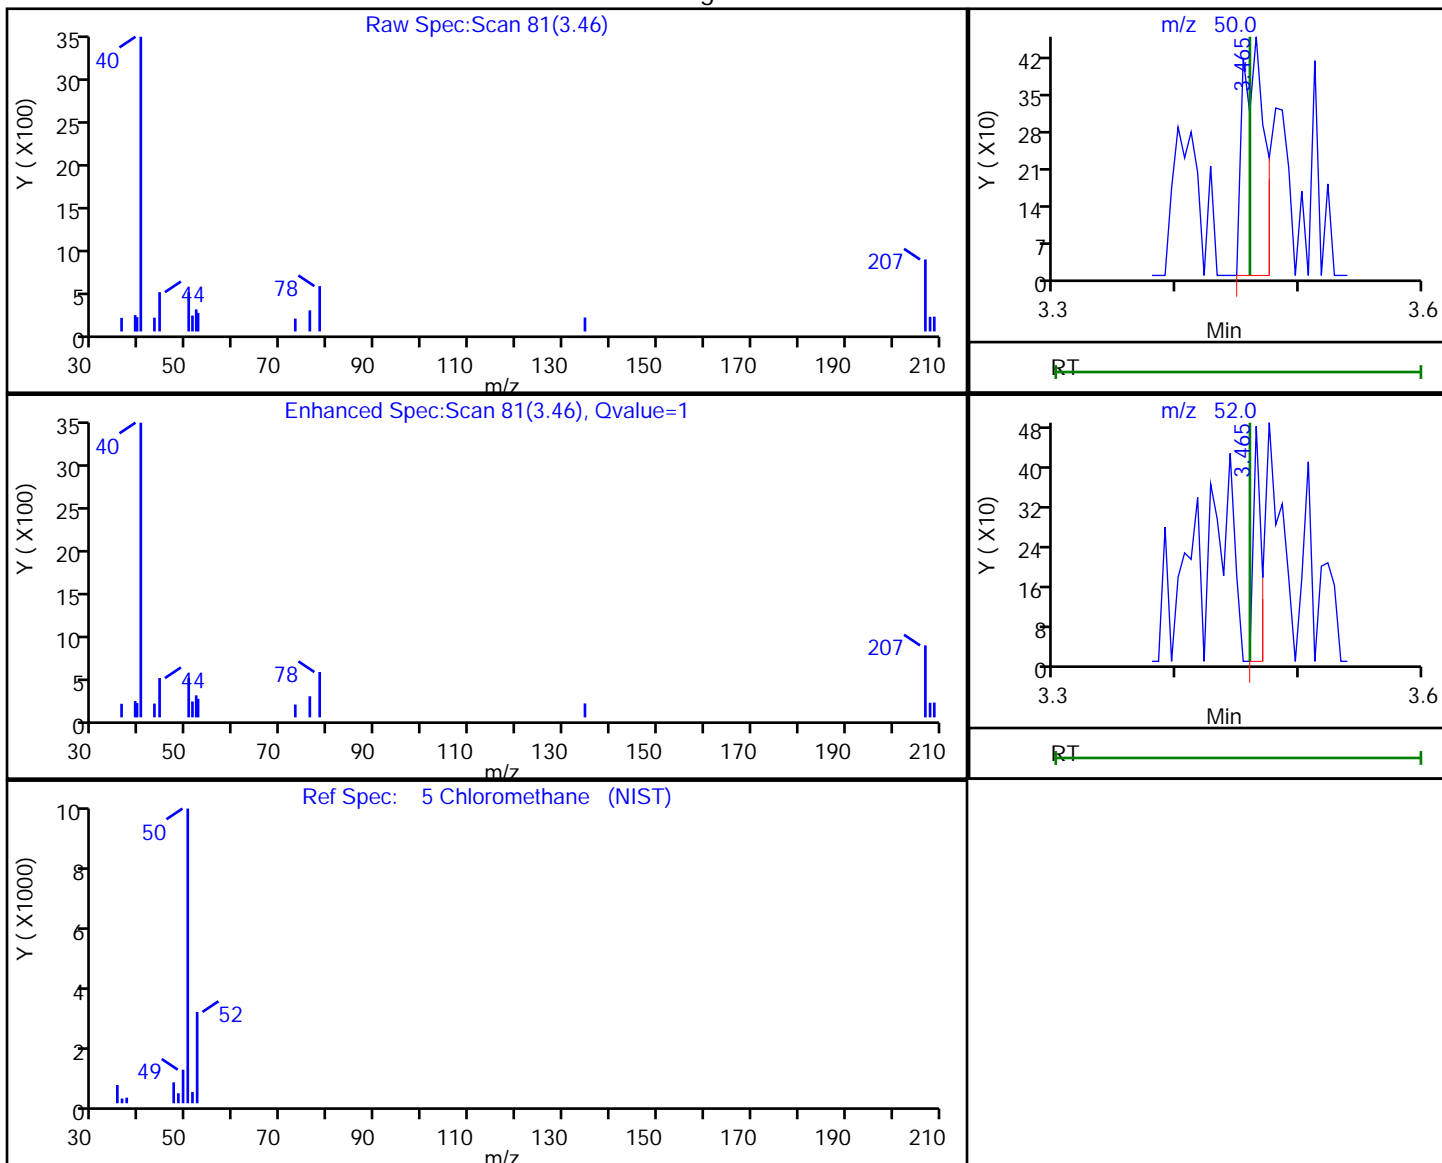 Raw Spec:Scan 81(3.46)
Y ( X100)
35
30
25
20
15
10
5
0
40
44
78
207
30 50 70 90 110 130 150 170 190 210
m/z
m/z 50.0
Y ( X10)
42
35
28
21
14
7
0
3.465
3.3 3.6
Min
RT
Enhanced Spec:Scan 81(3.46), Qvalue=1
Y ( X100)
35
30
25
20
15
10
5
0
40
44
78
207
30 50 70 90 110 130 150 170 190 210
m/z
m/z 52.0
Y ( X10)
48
40
32
24
16
8
0
3.465
3.3 3.6
Min
RT
Ref Spec: 5 Chloromethane (NIST)
Y ( X1000)
10
8
6
4
2
0
50
52
49
30 50 70 90 110 130 150 170 190 210
m/z